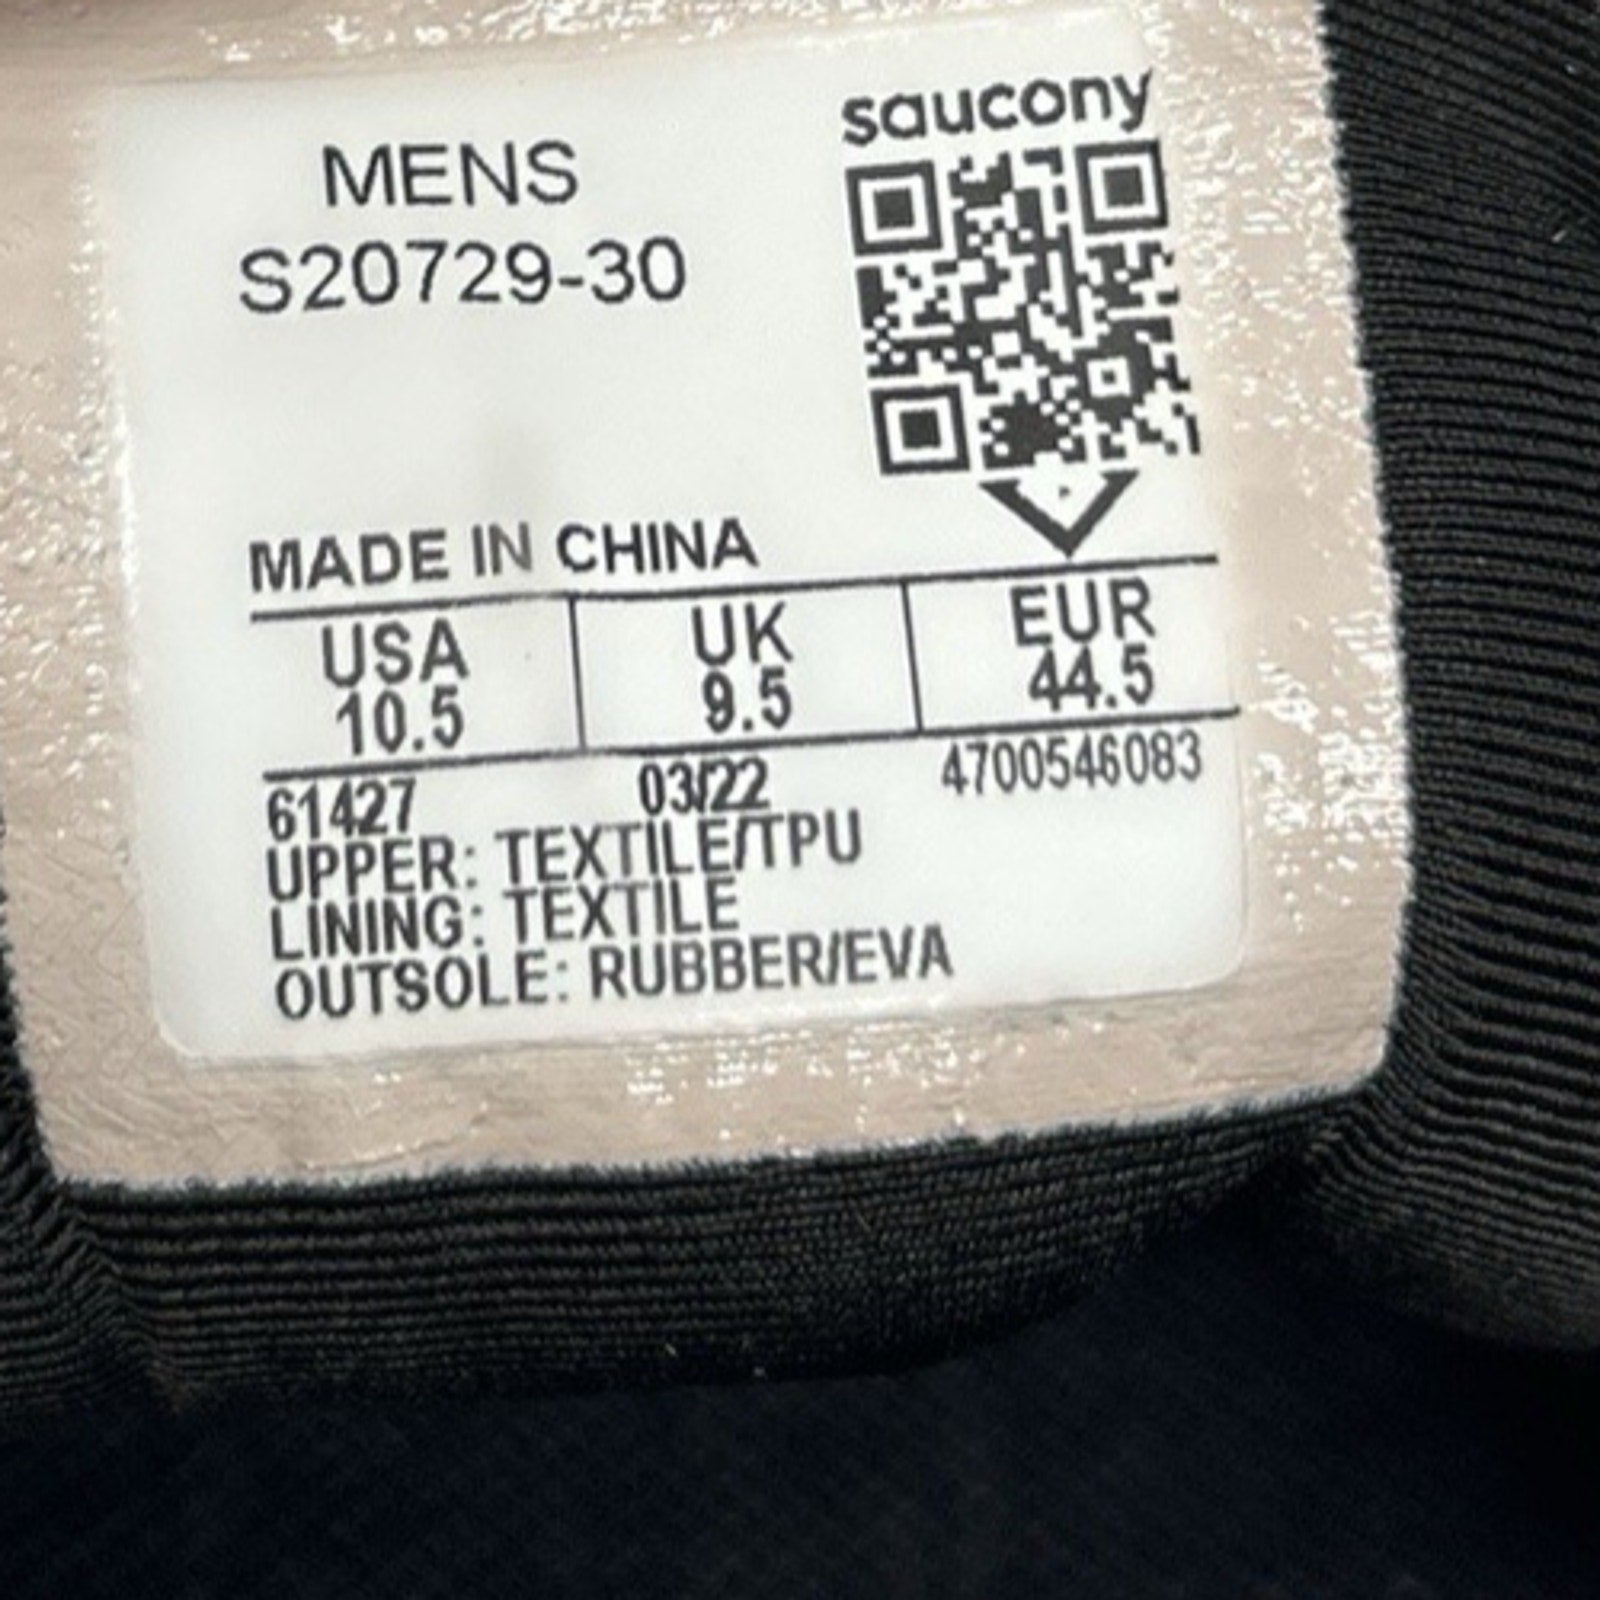 saucony
MENS
S20729-30
MADE IN CHINA
USA UK EUR
10.5 9.5 44.5
61427 03/22 4700546083
UPPER: TEXTILE/TPU
LINING: TEXTILE
OUTSOLE: RUBBER/EVA